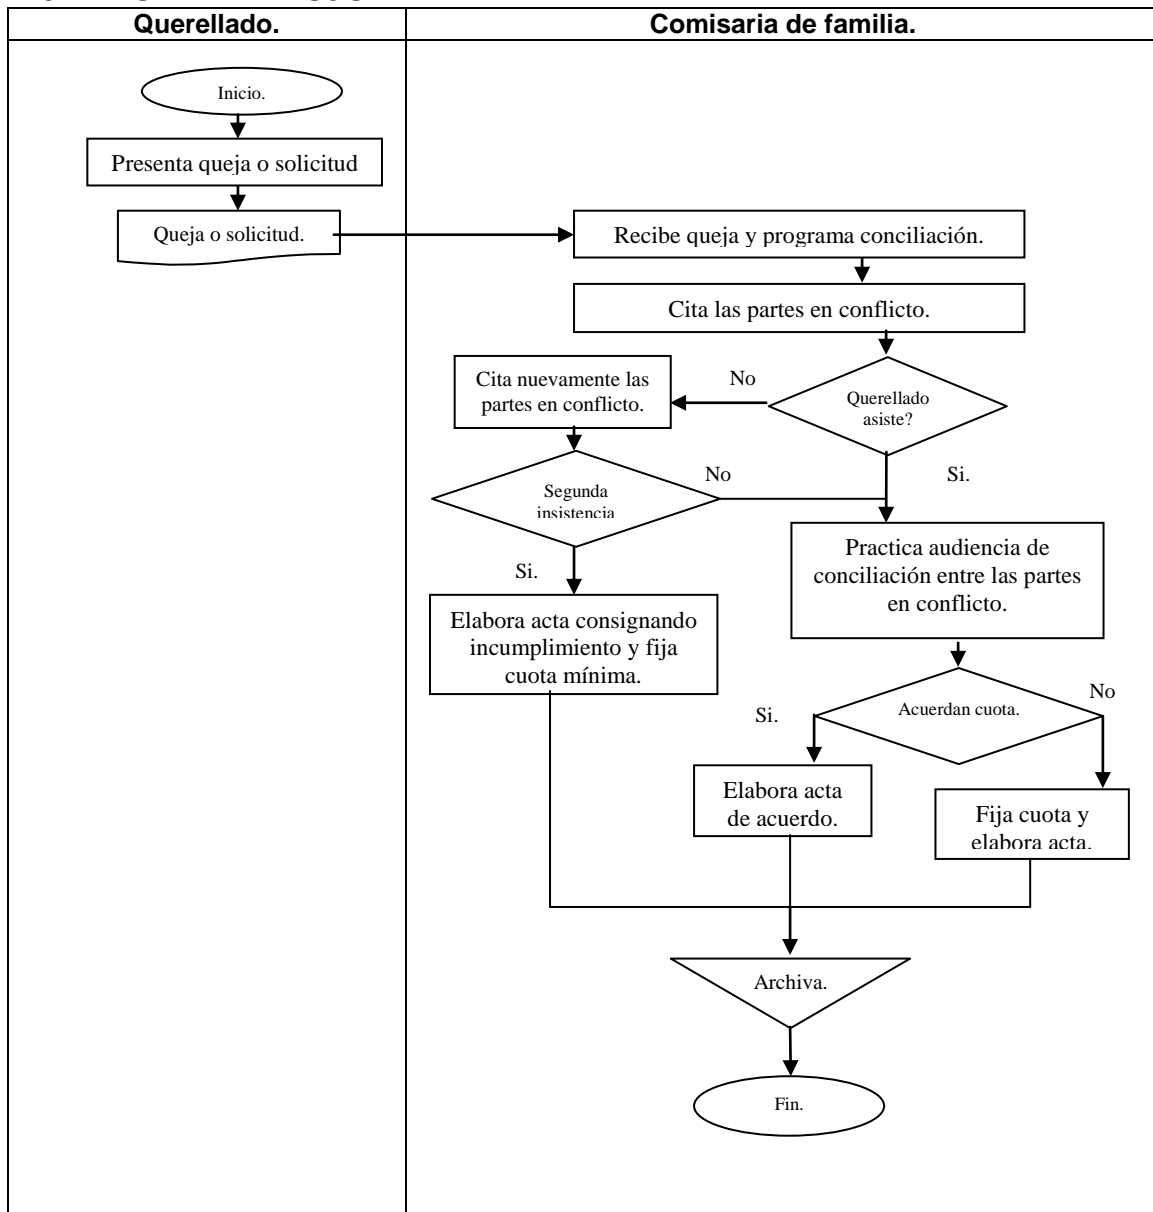 Querellado.
Comisaria de familia.
Inicio.
Presenta queja o solicitud
Queja o solicitud.
Recibe queja y programa conciliación.
Cita las partes en conflicto.
Querellado
asiste?
No
Cita nuevamente las
partes en conflicto.
Si.
Segunda
insistencia
No
Si.
Practica audiencia de
conciliación entre las partes
en conflicto.
Elabora acta consignando
incumplimiento y fija
cuota mínima.
Acuerdan cuota.
Si.
No
Elabora acta
de acuerdo.
Fija cuota y
elabora acta.
Archiva.
Fin.